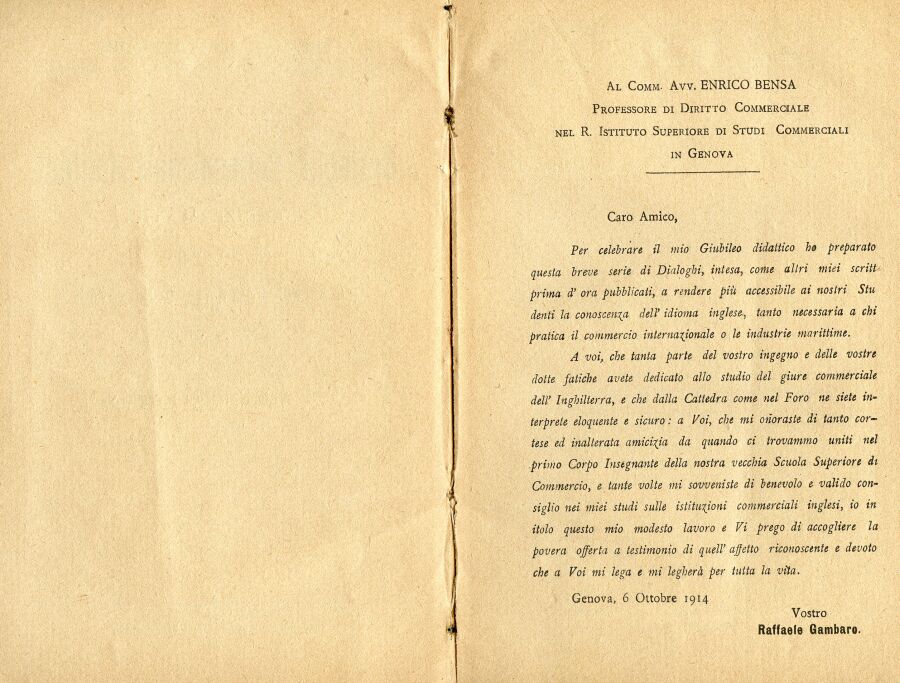 AL COMM. AVV. ENRICO BENSA
PROFESSORE DI DIRITTO COMMERCIALE
NEL R. ISTITUTO SUPERIORE DI STUDI COMMERCIALI
IN GENOVA
Caro Amico,
Per celebrare il mio Giubileo didattico ho preparato
questa breve serie di Dialoghi, intesa, come altri miei scritt
prima d' ora pubblicati, a rendere più accessibile ai nostri Stu
denti la conoscenza dell' idioma inglese, tanto necessaria a chi
pratica il commercio internazionale o le industrie marittime.
A voi, che tanta parte del vostro ingegno e delle vostre
dotte fatiche avete dedicato allo studio del giure commerciale
dell' Inghilterra, e che dalla Cattedra come nel Foro ne siete in-
terprete eloquente e sicuro: a Voi, che mi onoraste di tanto cor-
tese ed inalterata amicizia da quando ci trovammo uniti nel
primo Corpo Insegnante della nostra vecchia Scuola Superiore di
Commercio, e tante volte mi sovveniste di benevolo e valido con-
siglio nei miei studi sulle istituzioni commerciali inglesi, io in
itolo questo mio modesto lavoro e Vi prego di accogliere la
povera offerta a testimonio di quell' affetto riconoscente e devoto
che a Voi mi lega e mi legherà per tutta la vita.
Genova, 6 Ottobre 1914
Vostro
Raffaele Gambaro.